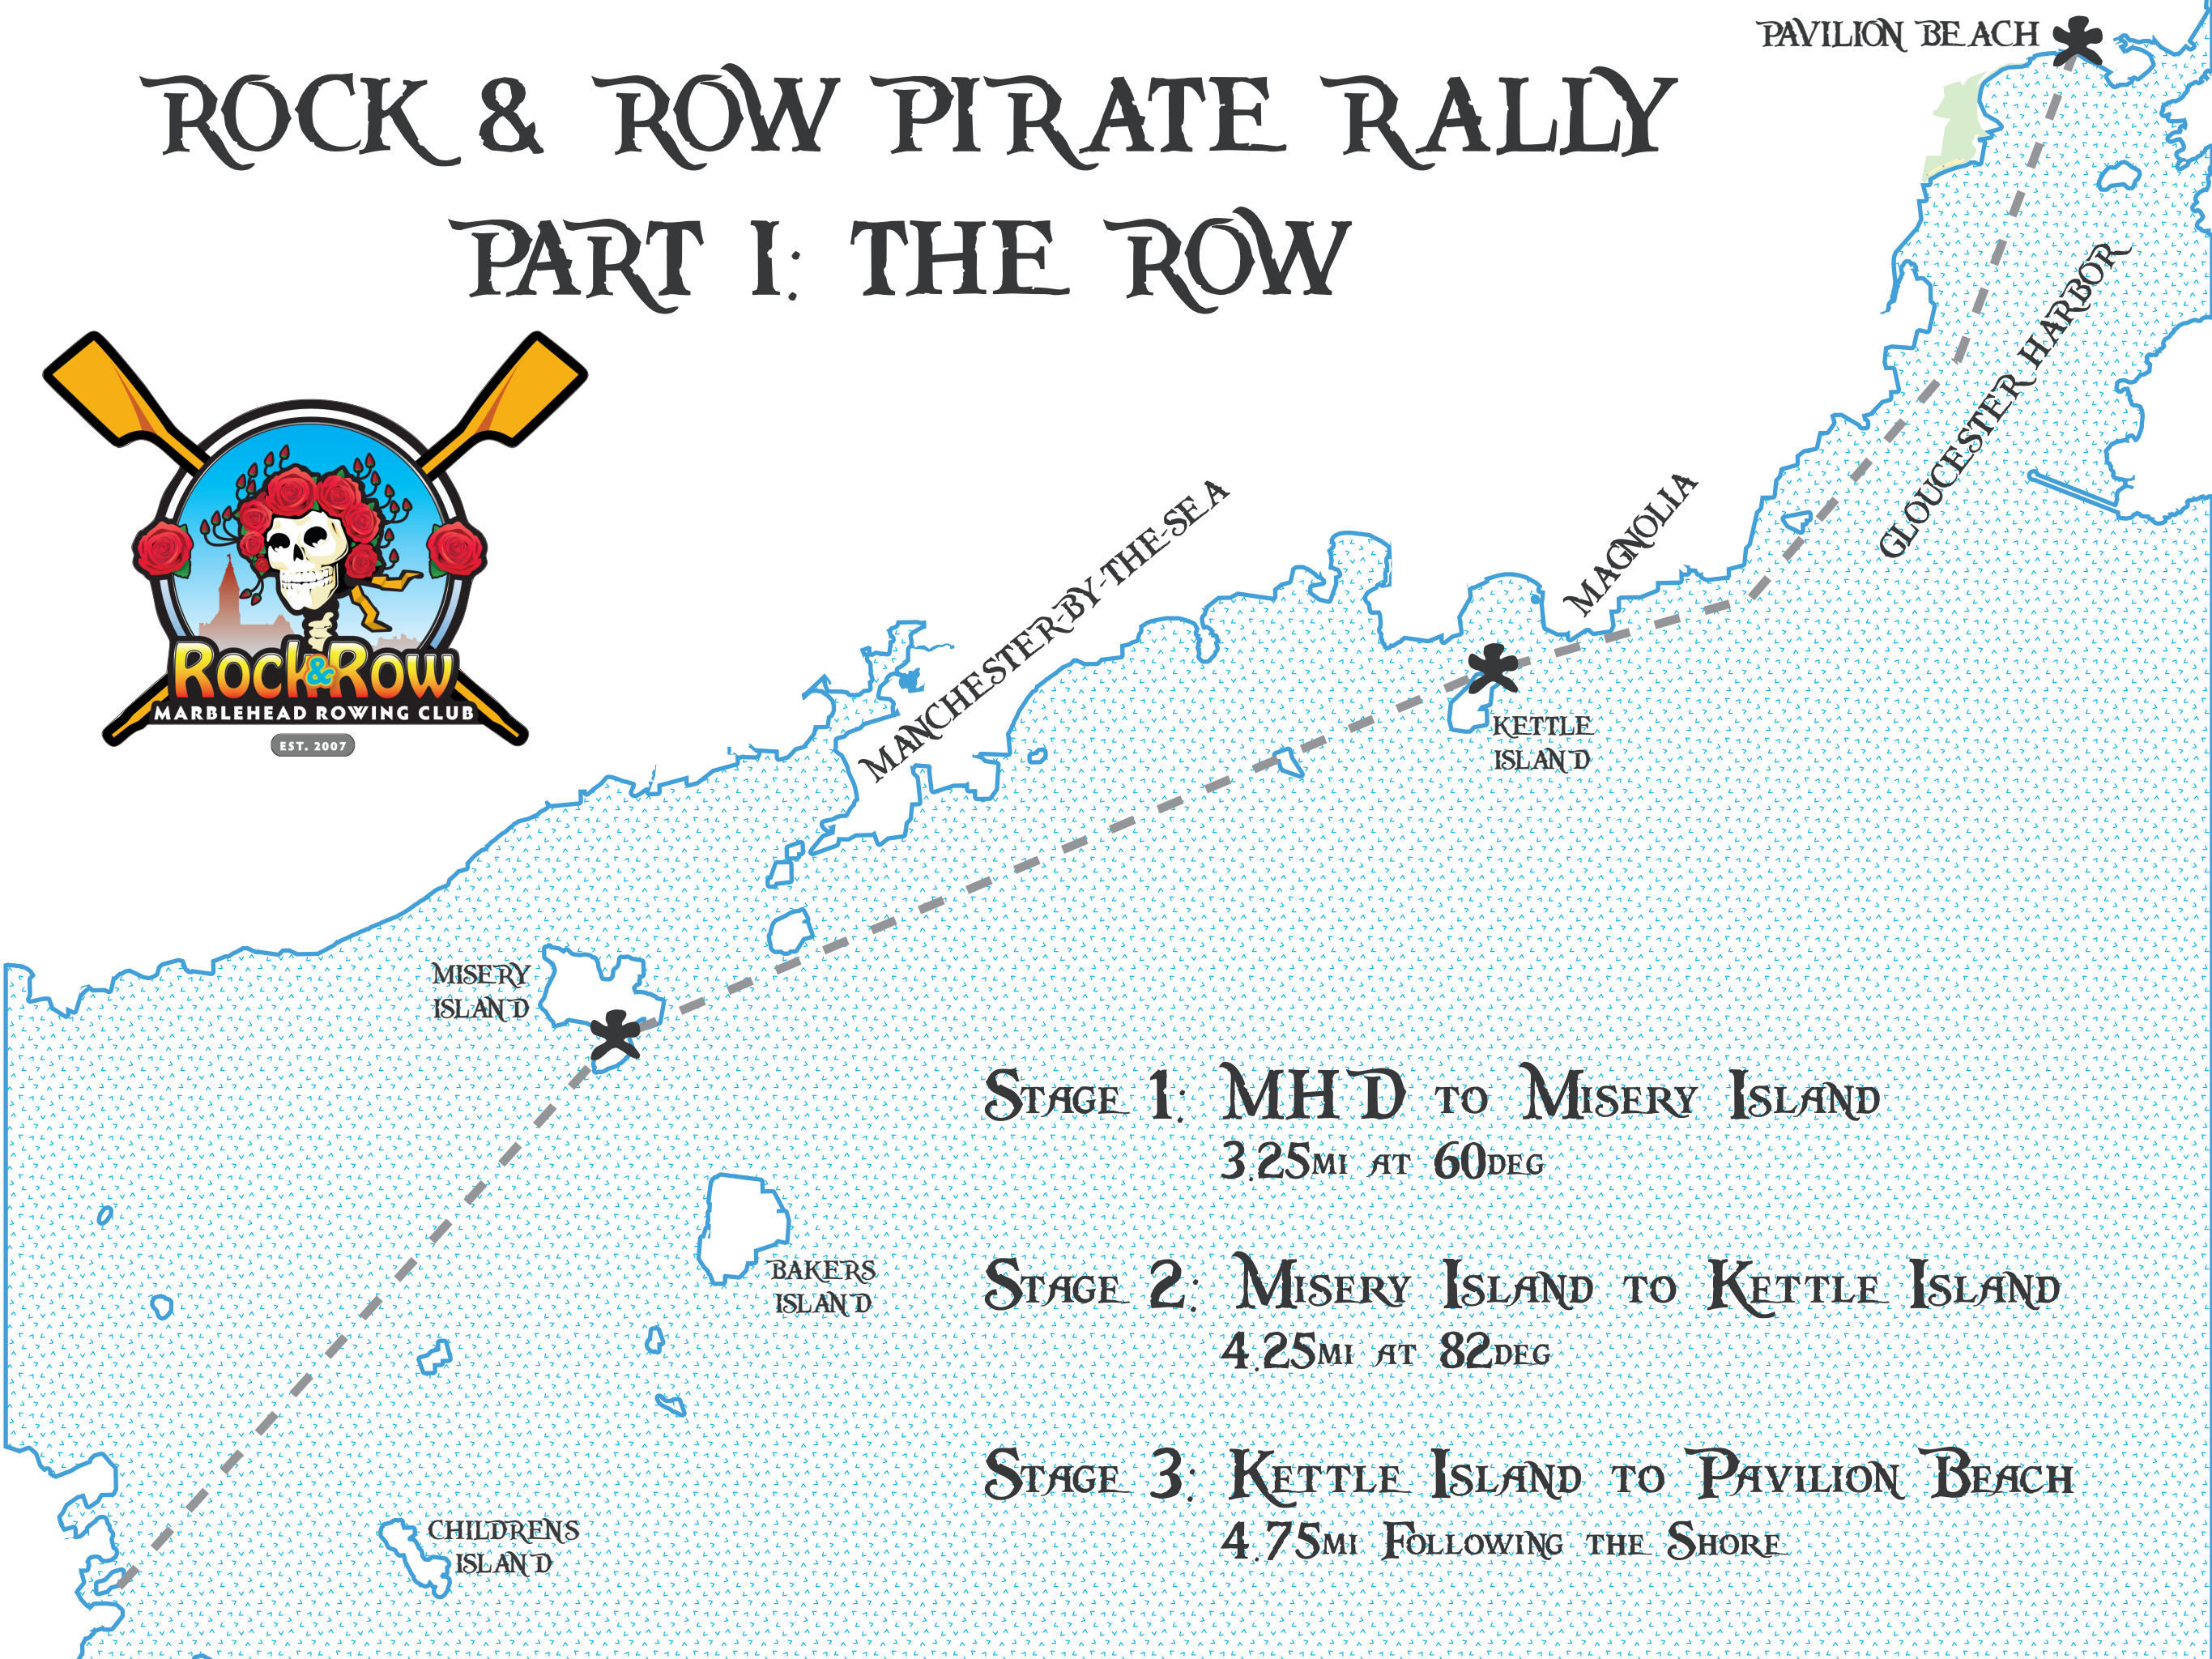 ROCK & ROW PIRATE RALLY
PART I: THE ROW
PAVILION BEACH
GLOUCESTER HARBOR
MAGNOLIA
MANCHESTER-BY-THE-SEA
KETTLE
ISLAND
Rock & Row
MARBLEHEAD ROWING CLUB
EST. 2007
MISERY
ISLAND
BAKERS
ISLAND
CHILDRENS
ISLAND
Stage 1: MHD to Misery Island
3.25mi at 60deg
Stage 2: Misery Island to Kettle Island
4.25mi at 82deg
Stage 3: Kettle Island to Pavilion Beach
4.75mi Following the Shore